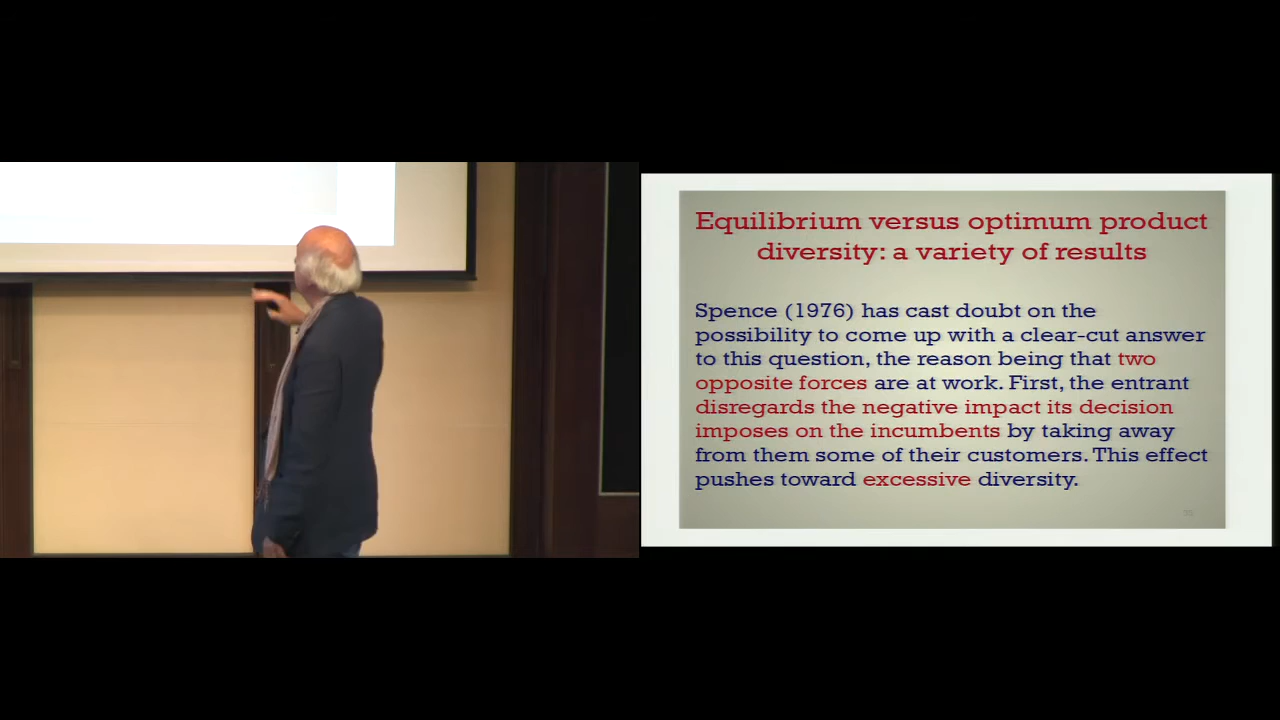 Equilibrium versus optimum product
diversity: a variety of results
Spence (1976) has cast doubt on the
possibility to come up with a clear-cut answer
to this question, the reason being that two
opposite forces are at work. First, the entrant
disregards the negative impact its decision
imposes on the incumbents by taking away
from them some of their customers. This effect
pushes toward excessive diversity.